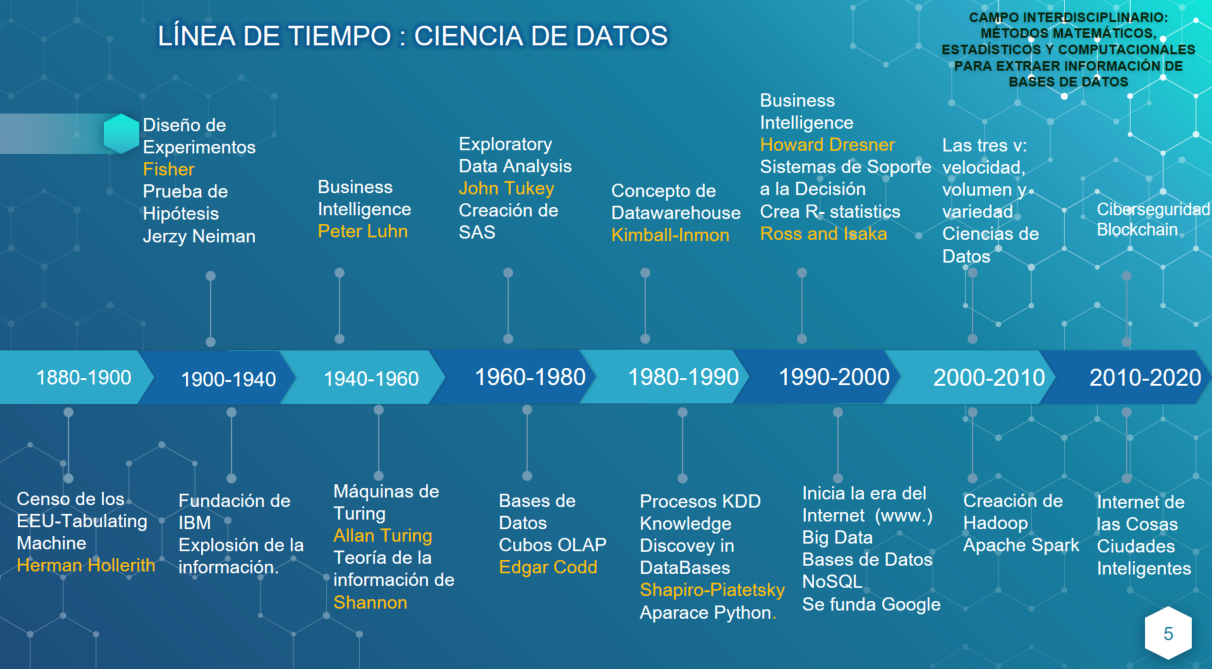 LÍNEA DE TIEMPO : CIENCIA DE DATOS
CAMPO INTERDISCIPLINARIO:
MÉTODOS MATEMÁTICOS,
ESTADÍSTICOS Y COMPUTACIONALES
PARA EXTRAER INFORMACIÓN DE
BASES DE DATOS
Diseño de
Experimentos
Fisher
Prueba de
Hipótesis
Jerzy Neiman
Business
Intelligence
Peter Luhn
Exploratory
Data Analysis
John Tukey
Creación de
SAS
Concepto de
Datawarehouse
Kimball-Inmon
Business
Intelligence
Howard Dresner
Sistemas de Soporte
a la Decisión
Crea R- statistics
Ross and Isaka
Las tres v:
velocidad,
volumen y
variedad
Ciencias de
Datos
Ciberseguridad
Blockchain
1880-1900
1900-1940
1940-1960
1960-1980
1980-1990
1990-2000
2000-2010
2010-2020
Censo de los
EEU-Tabulating
Machine
Herman Hollerith
Fundación de
IBM
Explosión de la
información.
Máquinas de
Turing
Allan Turing
Teoría de la
información de
Shannon
Bases de
Datos
Cubos OLAP
Edgar Codd
Procesos KDD
Knowledge
Discovey in
DataBases
Shapiro-Piatetsky
Aparace Python.
Inicia la era del
Internet (www.)
Big Data
Bases de Datos
NoSQL
Se funda Google
Creación de
Hadoop
Apache Spark
Internet de
las Cosas
Ciudades
Inteligentes
5